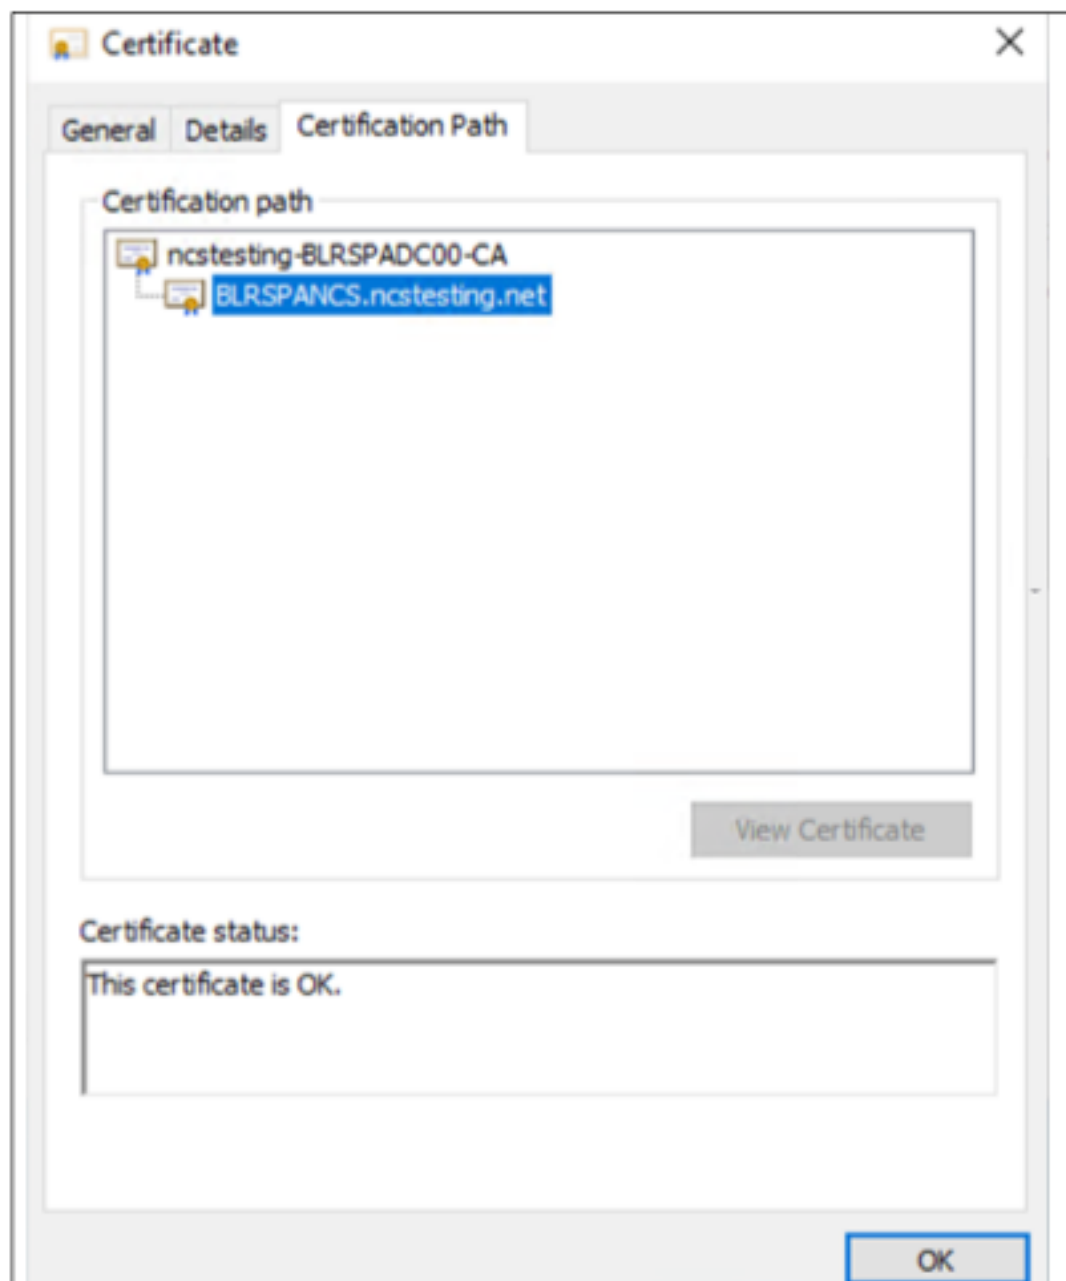 Certificate
General Details Certification Path
Certification path
ncstesting-BLRSPADC00-CA
BLRSPANCS.ncstesting.net
View Certificate
Certificate status:
This certificate is OK.
OK